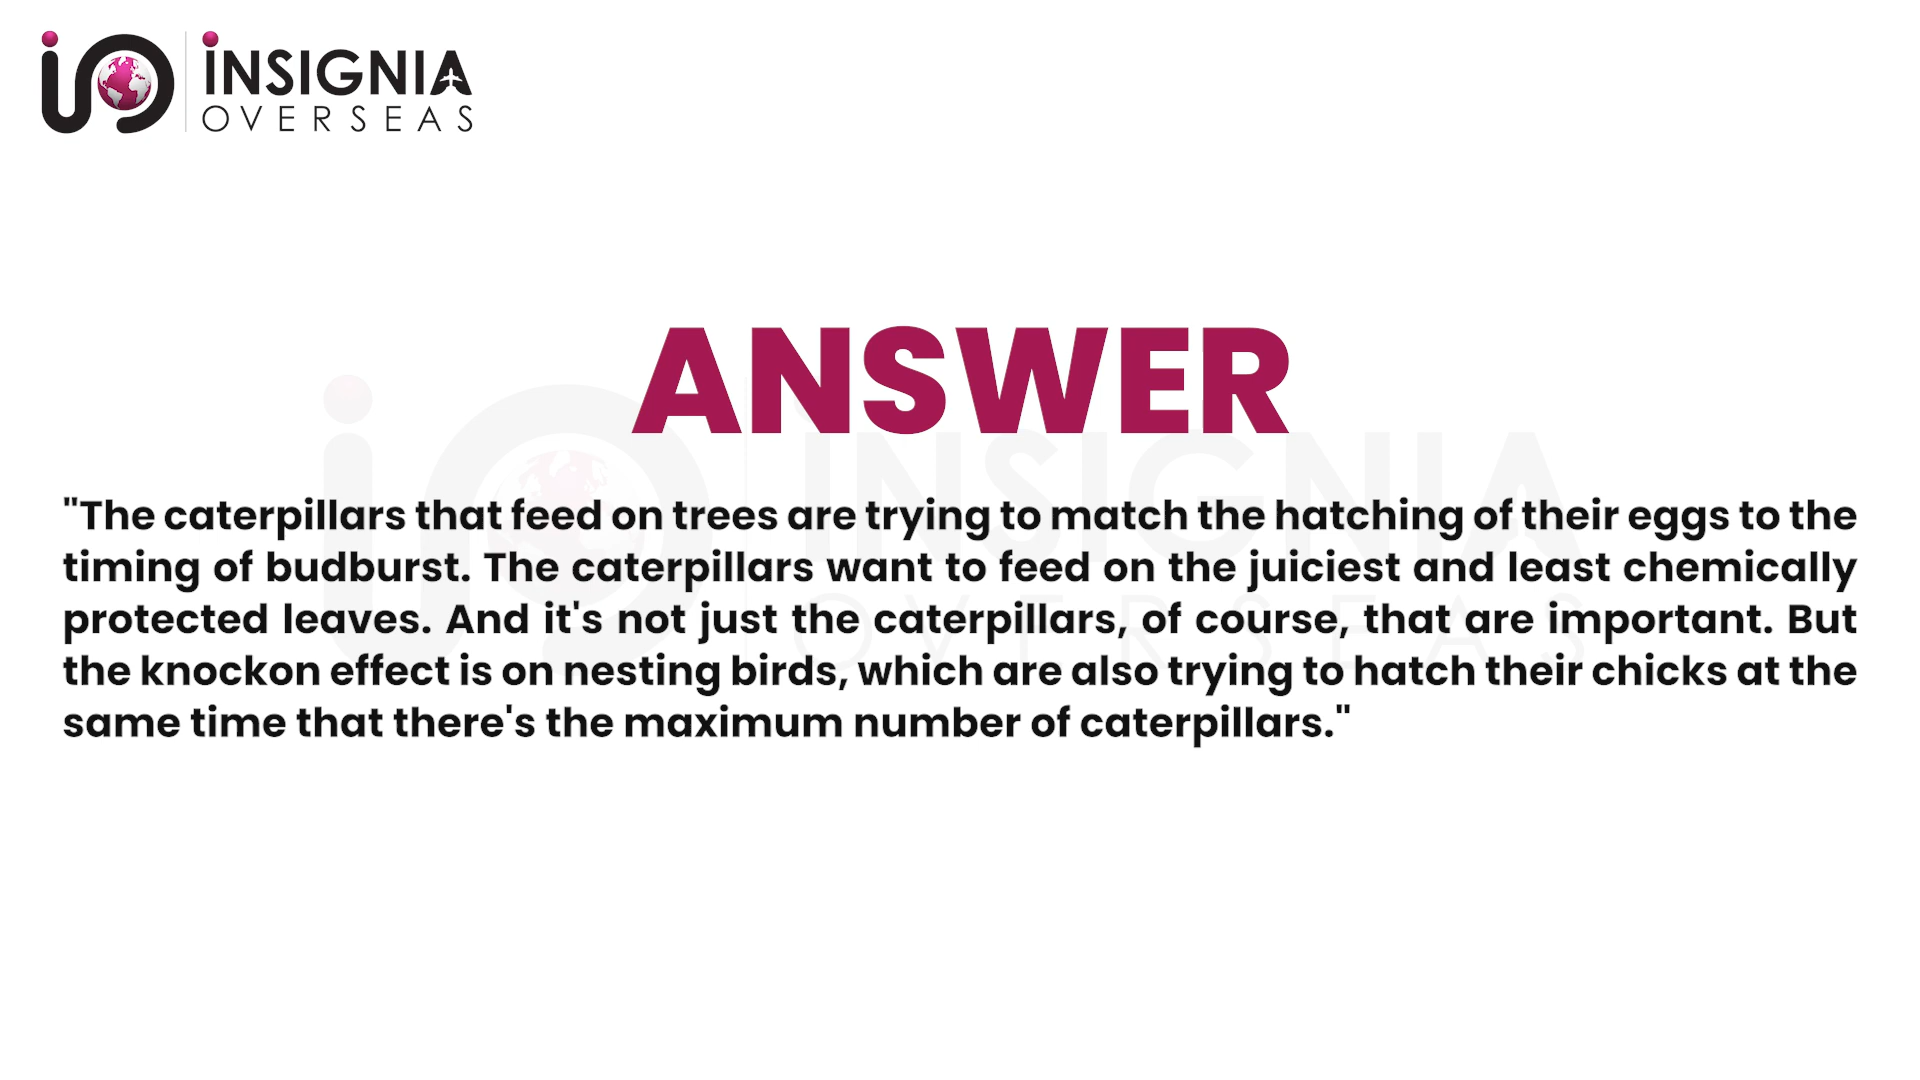 INSIGNIA
OVERSEAS
ANSWER
"The caterpillars that feed on trees are trying to match the hatching of their eggs to the
timing of budburst. The caterpillars want to feed on the juiciest and least chemically
protected leaves. And it's not just the caterpillars, of course, that are important. But
the knockon effect is on nesting birds, which are also trying to hatch their chicks at the
same time that there's the maximum number of caterpillars."
INSIGNIA
OVERSEAS